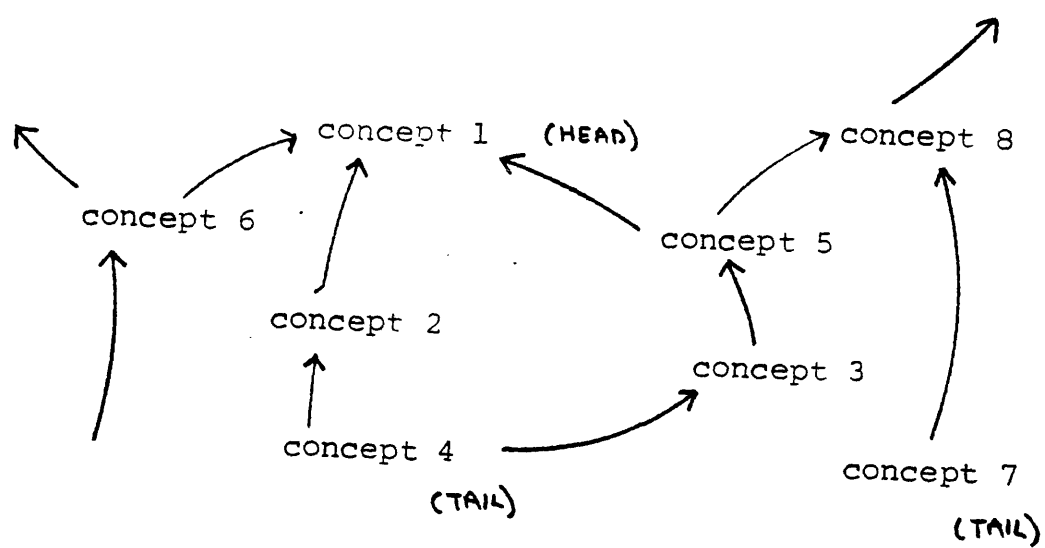 concept 1 (HEAD)
concept 8
concept 6
concept 5
concept 2
concept 3
concept 4
(TAIL)
concept 7
(TAIL)